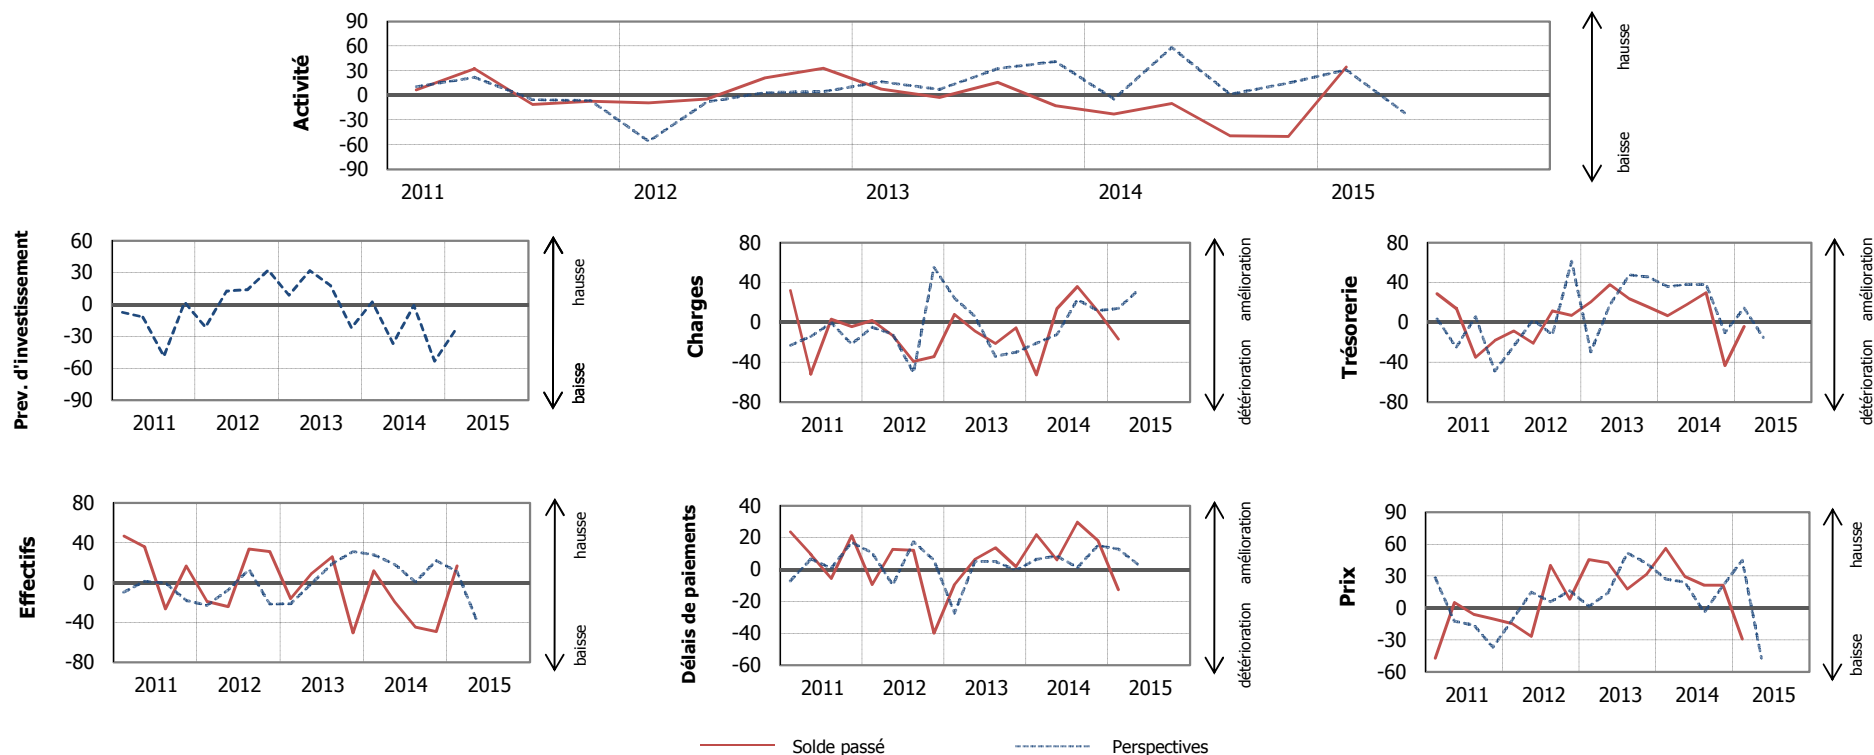 Activité
90
60
30
0
-30
-60
-90
2011 2012 2013 2014 2015
hausse
baisse
Prev. d'investissement
60
30
0
-30
-60
-90
2011 2012 2013 2014 2015
hausse
baisse
Charges
80
40
0
-40
-80
2011 2012 2013 2014 2015
amélioration
détérioration
Trésorerie
80
40
0
-40
-80
2011 2012 2013 2014 2015
amélioration
détérioration
Effectifs
80
40
0
-40
-80
2011 2012 2013 2014 2015
hausse
baisse
Délais de paiements
40
20
0
-20
-40
-60
2011 2012 2013 2014 2015
amélioration
détérioration
Prix
90
60
30
0
-30
-60
2011 2012 2013 2014 2015
hausse
baisse
Solde passé Perspectives